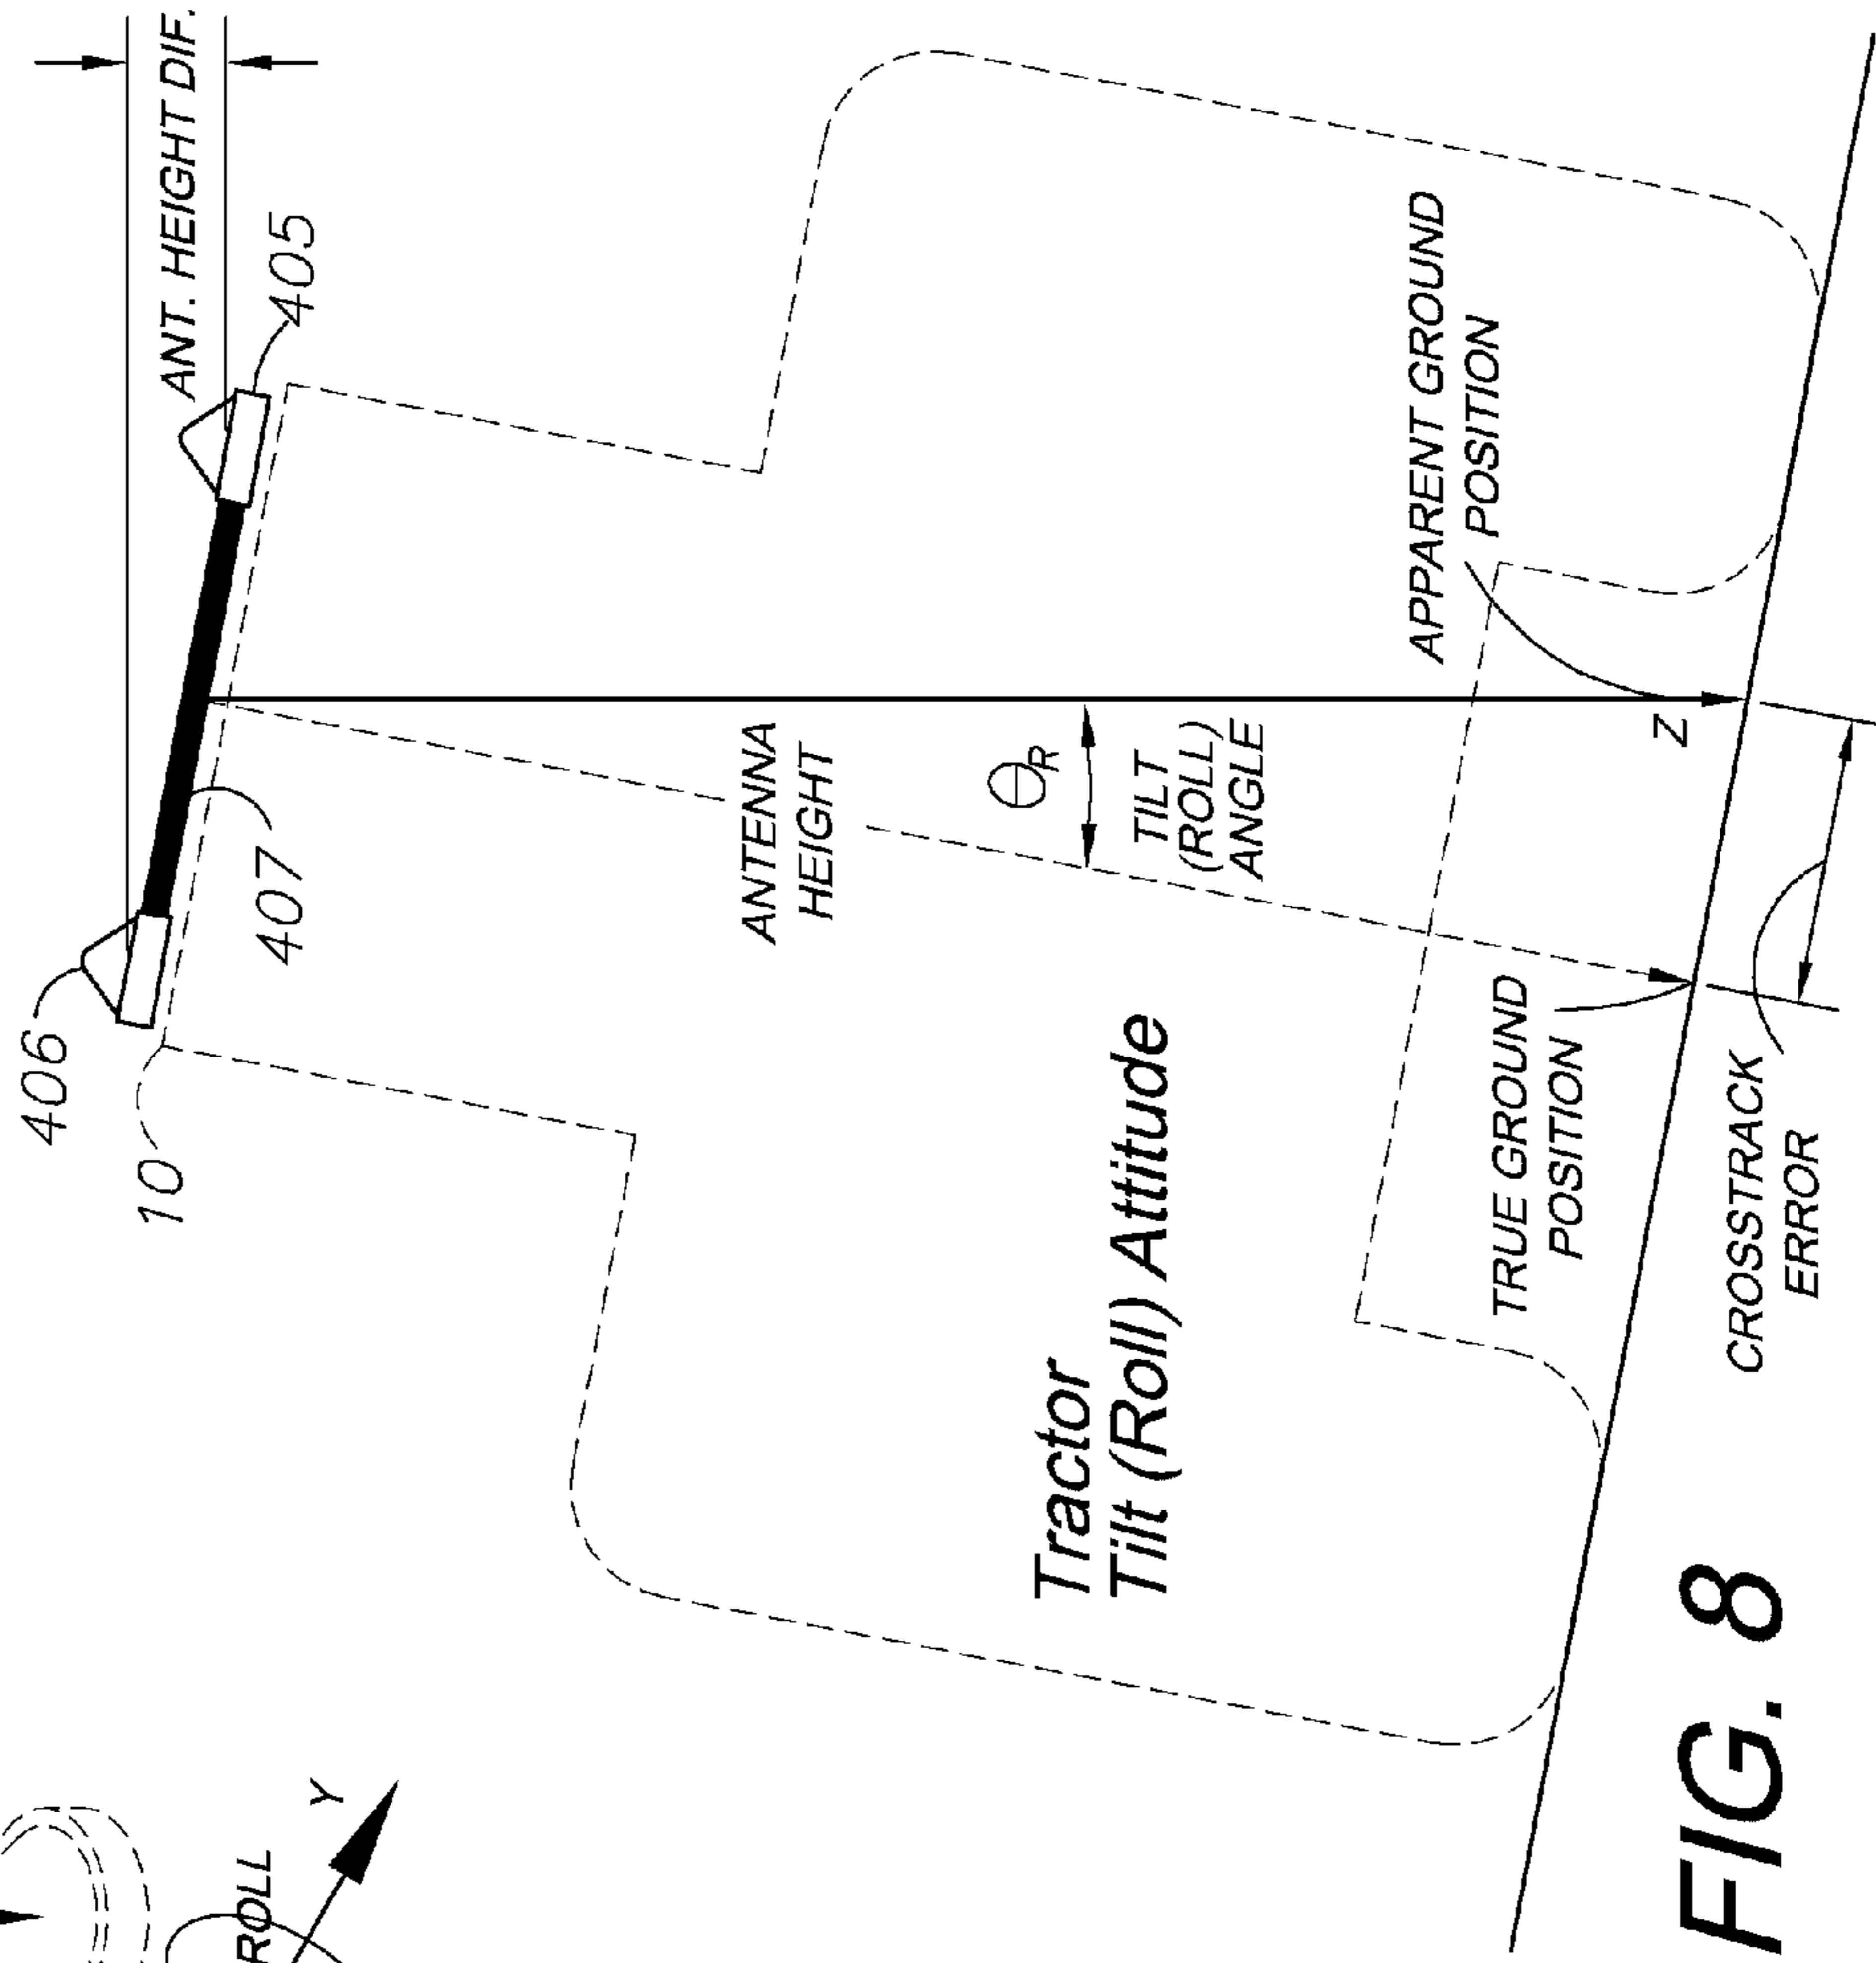 ANT. HEIGHT DIF.
406
405
10
407
ANTENNA
HEIGHT
θR
TILT
(ROLL)
ANGLE
APPARENT GROUND
POSITION
Z
Tractor
Tilt (Roll) Attitude
TRUE GROUND
POSITION
CROSSTRACK
ERROR
Y
ROLL
FIG. 8